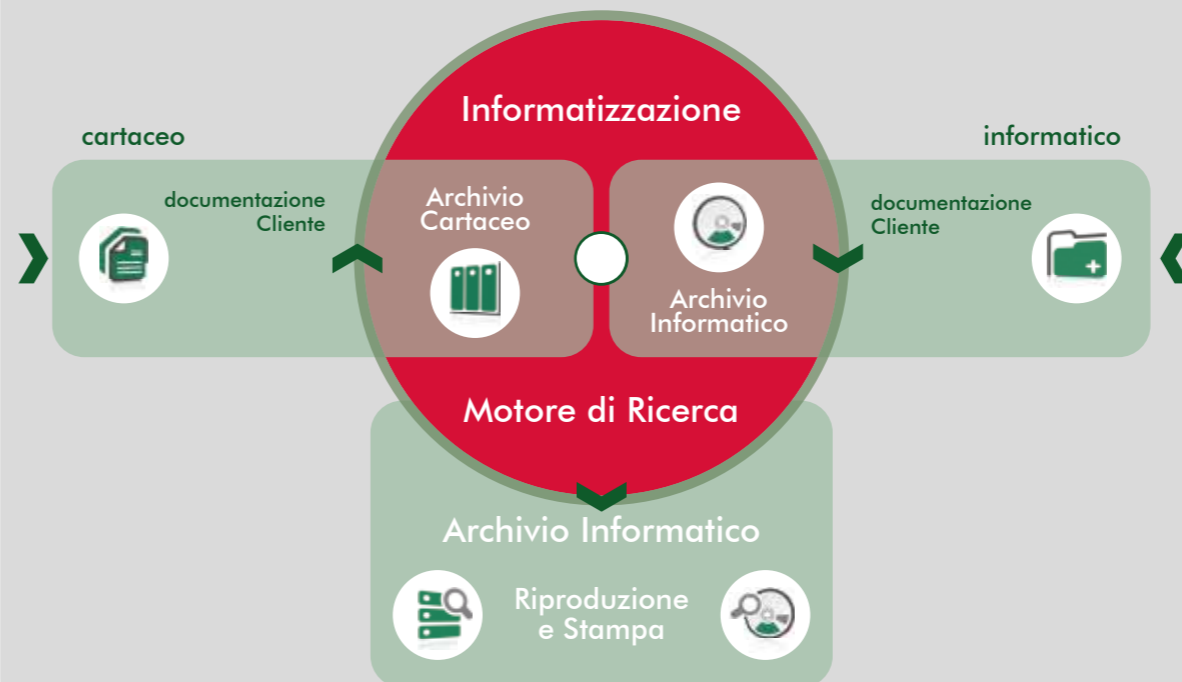 Informatizzazione
cartaceo
informatico
documentazione
Cliente
Archivio
Cartaceo
documentazione
Cliente
Archivio
Informatico
Motore di Ricerca
Archivio Informatico
Riproduzione
e Stampa